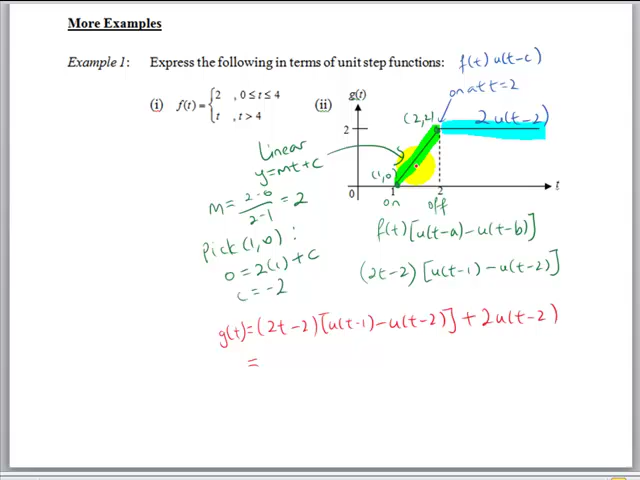 More Examples
Example 1: Express the following in terms of unit step functions: f(t) u(t-c)
on at t=2
(i) f(t) = { 2 , 0 ≤ t ≤ 4
t , t > 4
(ii) g(t)
(2,2)
2u(t-2)
2
(1,0)
0
1
2
t
on
off
Linear
y=mt+c
M = 2-0 / 2-1 = 2
pick (1,0) :
0 = 2(1) + c
c = -2
f(t) [u(t-a) - u(t-b)]
(2t-2) [u(t-1) - u(t-2)]
g(t) = (2t-2)[u(t-1) - u(t-2)] + 2u(t-2)
=